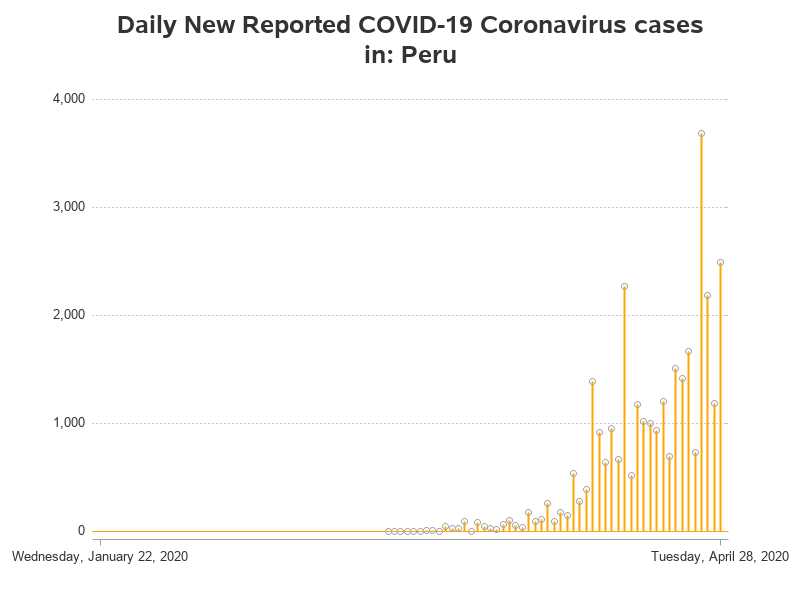 Daily New Reported COVID-19 Coronavirus cases
in: Peru
4,000
3,000
2,000
1,000
0
Wednesday, January 22, 2020
Tuesday, April 28, 2020